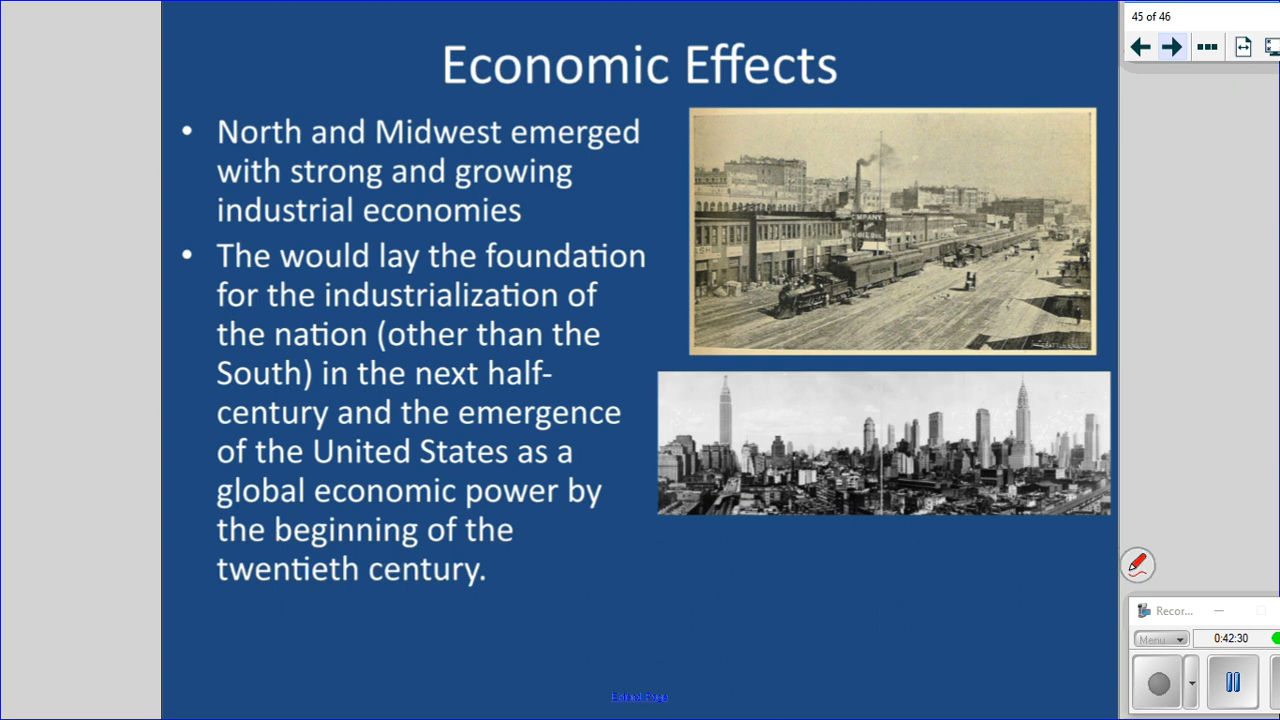 Economic Effects
• North and Midwest emerged
with strong and growing
industrial economies
• The would lay the foundation
for the industrialization of
the nation (other than the
South) in the next half-
century and the emergence
of the United States as a
global economic power by
the beginning of the
twentieth century.
Extend Page
45 of 46
Recor...
Menu
0:42:30